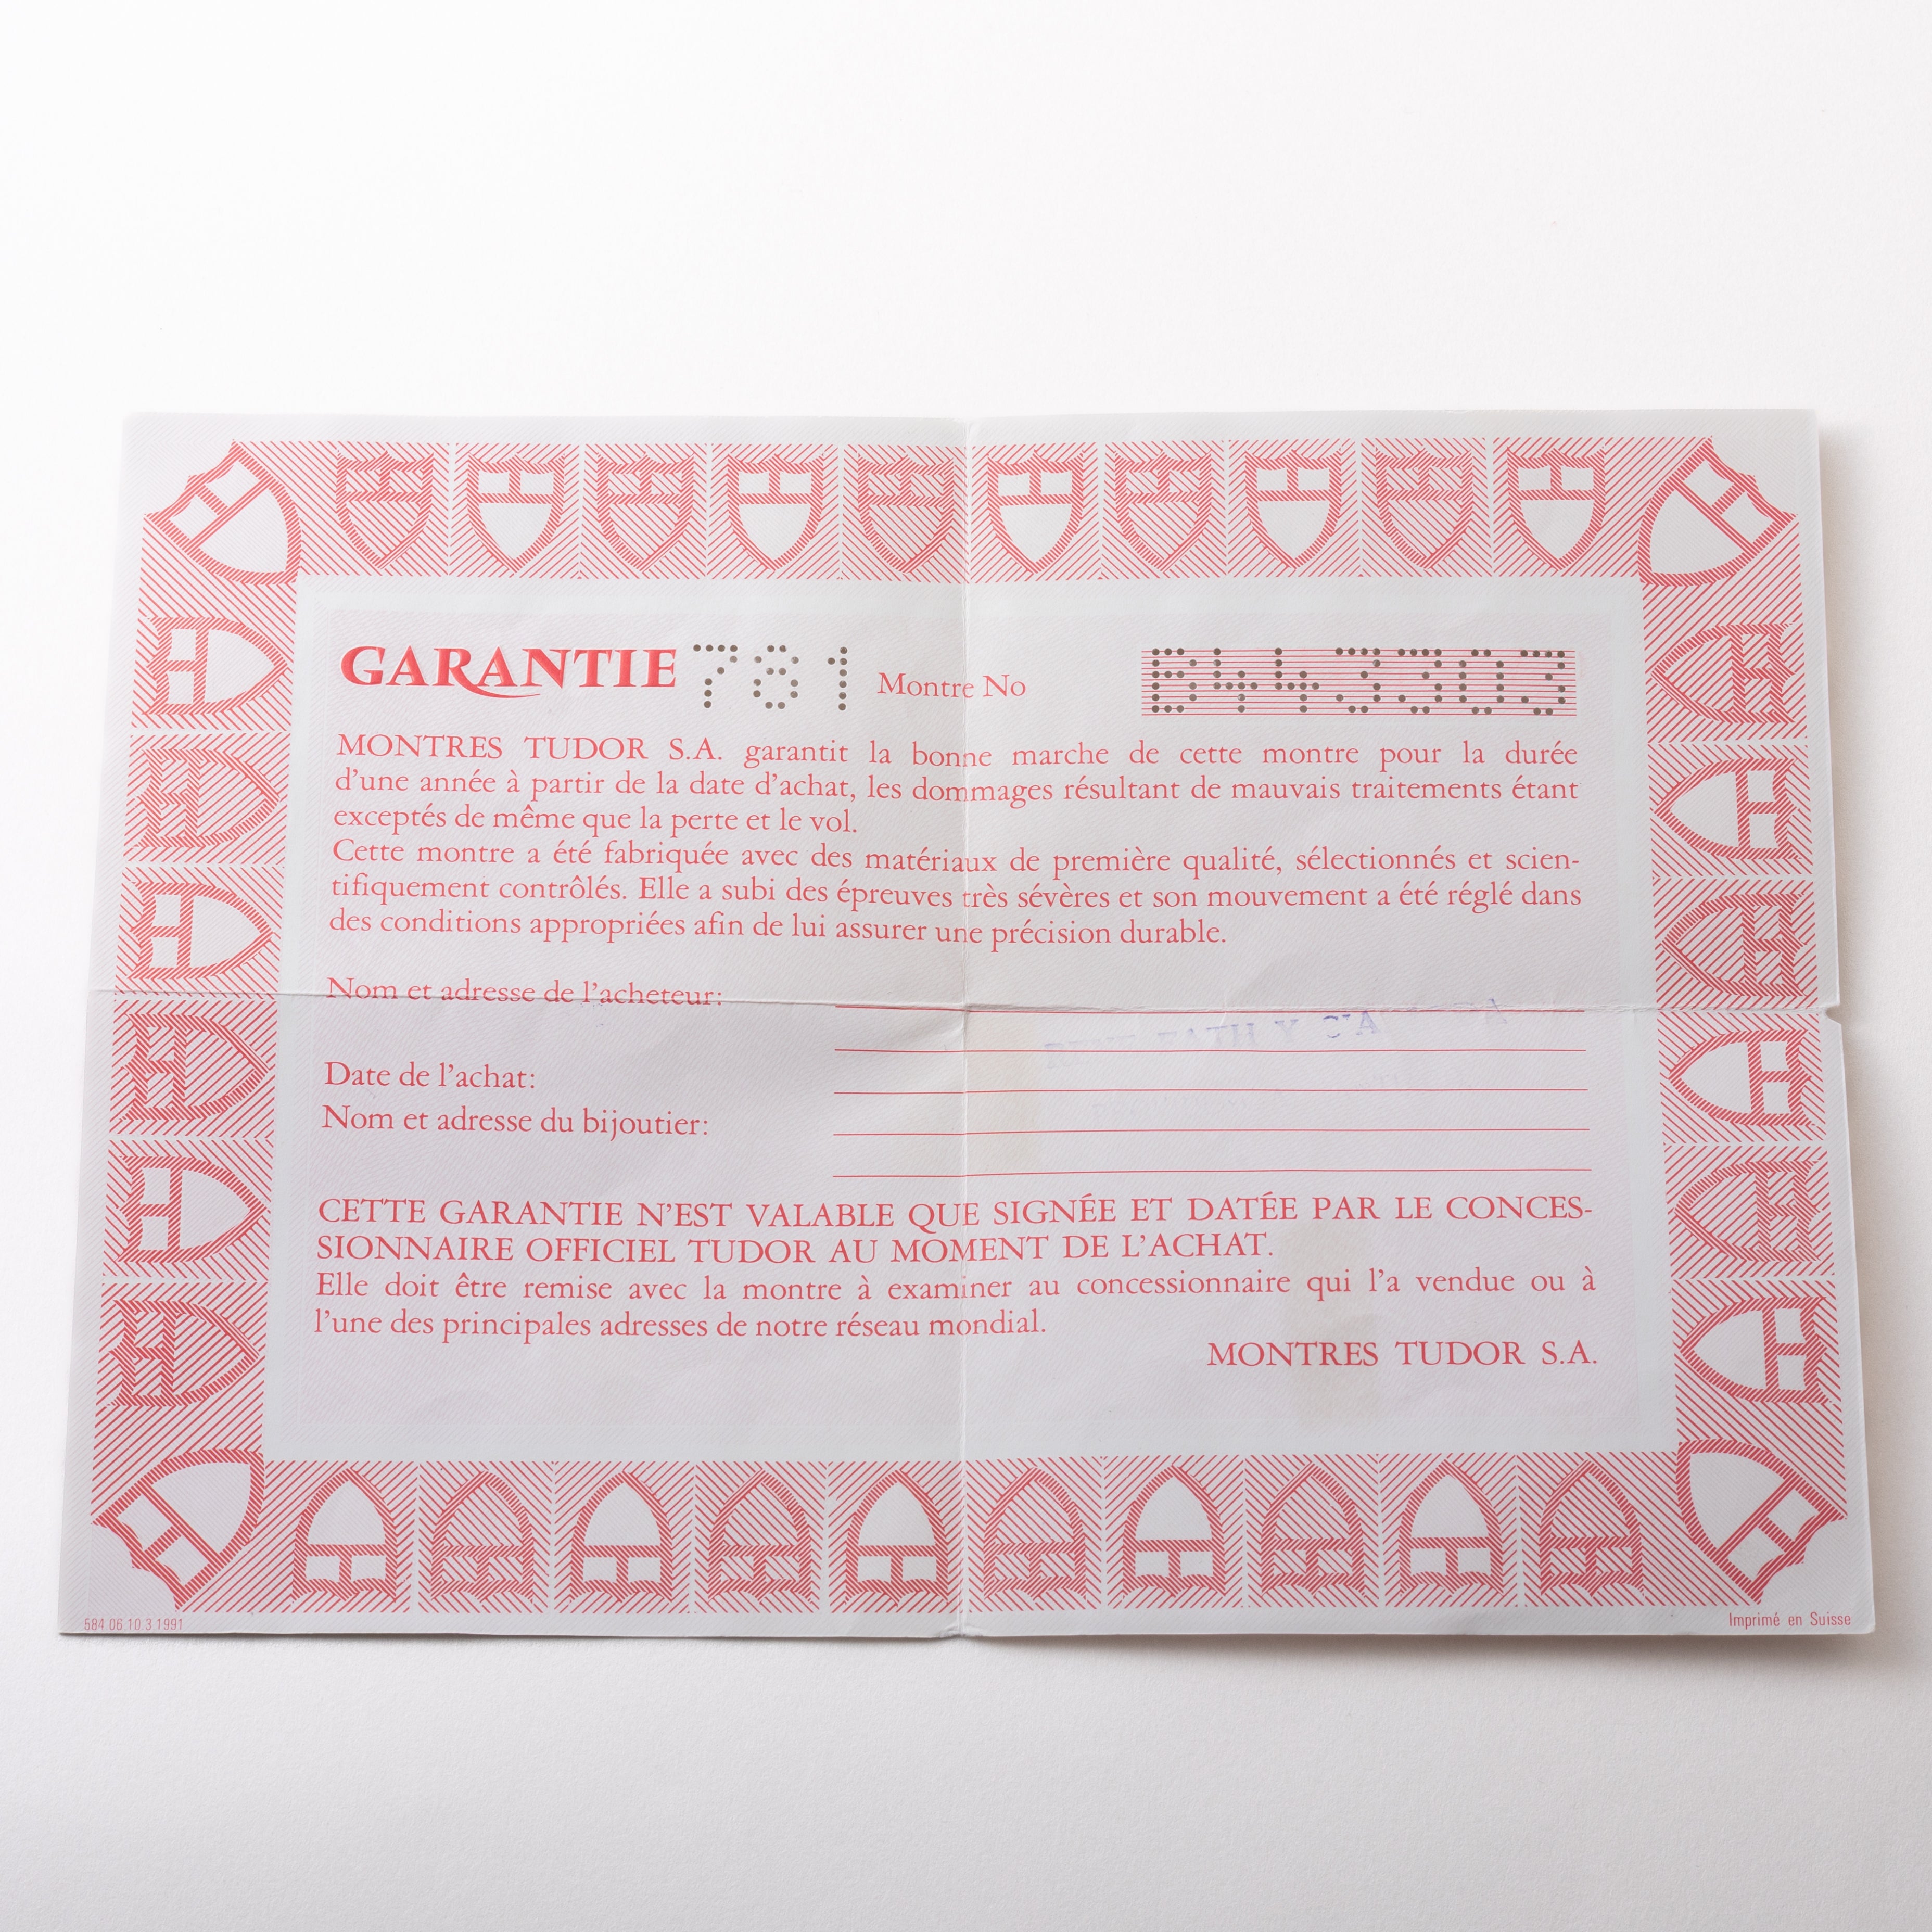 GARANTIE 781 Montre No B443303
MONTRES TUDOR S.A. garantit la bonne marche de cette montre pour la durée
d'une année à partir de la date d'achat, les dommages résultant de mauvais traitements étant
exceptés de même que la perte et le vol.
Cette montre a été fabriquée avec des matériaux de première qualité, sélectionnés et scien-
tifiquement contrôlés. Elle a subi des épreuves très sévères et son mouvement a été réglé dans
des conditions appropriées afin de lui assurer une précision durable.
Nom et adresse de l'acheteur:
Date de l'achat:
Nom et adresse du bijoutier:
CETTE GARANTIE N'EST VALABLE QUE SIGNÉE ET DATÉE PAR LE CONCES-
SIONNAIRE OFFICIEL TUDOR AU MOMENT DE L'ACHAT.
Elle doit être remise avec la montre à examiner au concessionnaire qui l'a vendue ou à
l'une des principales adresses de notre réseau mondial.
MONTRES TUDOR S.A.
584 06 10.3 1991
Imprimé en Suisse